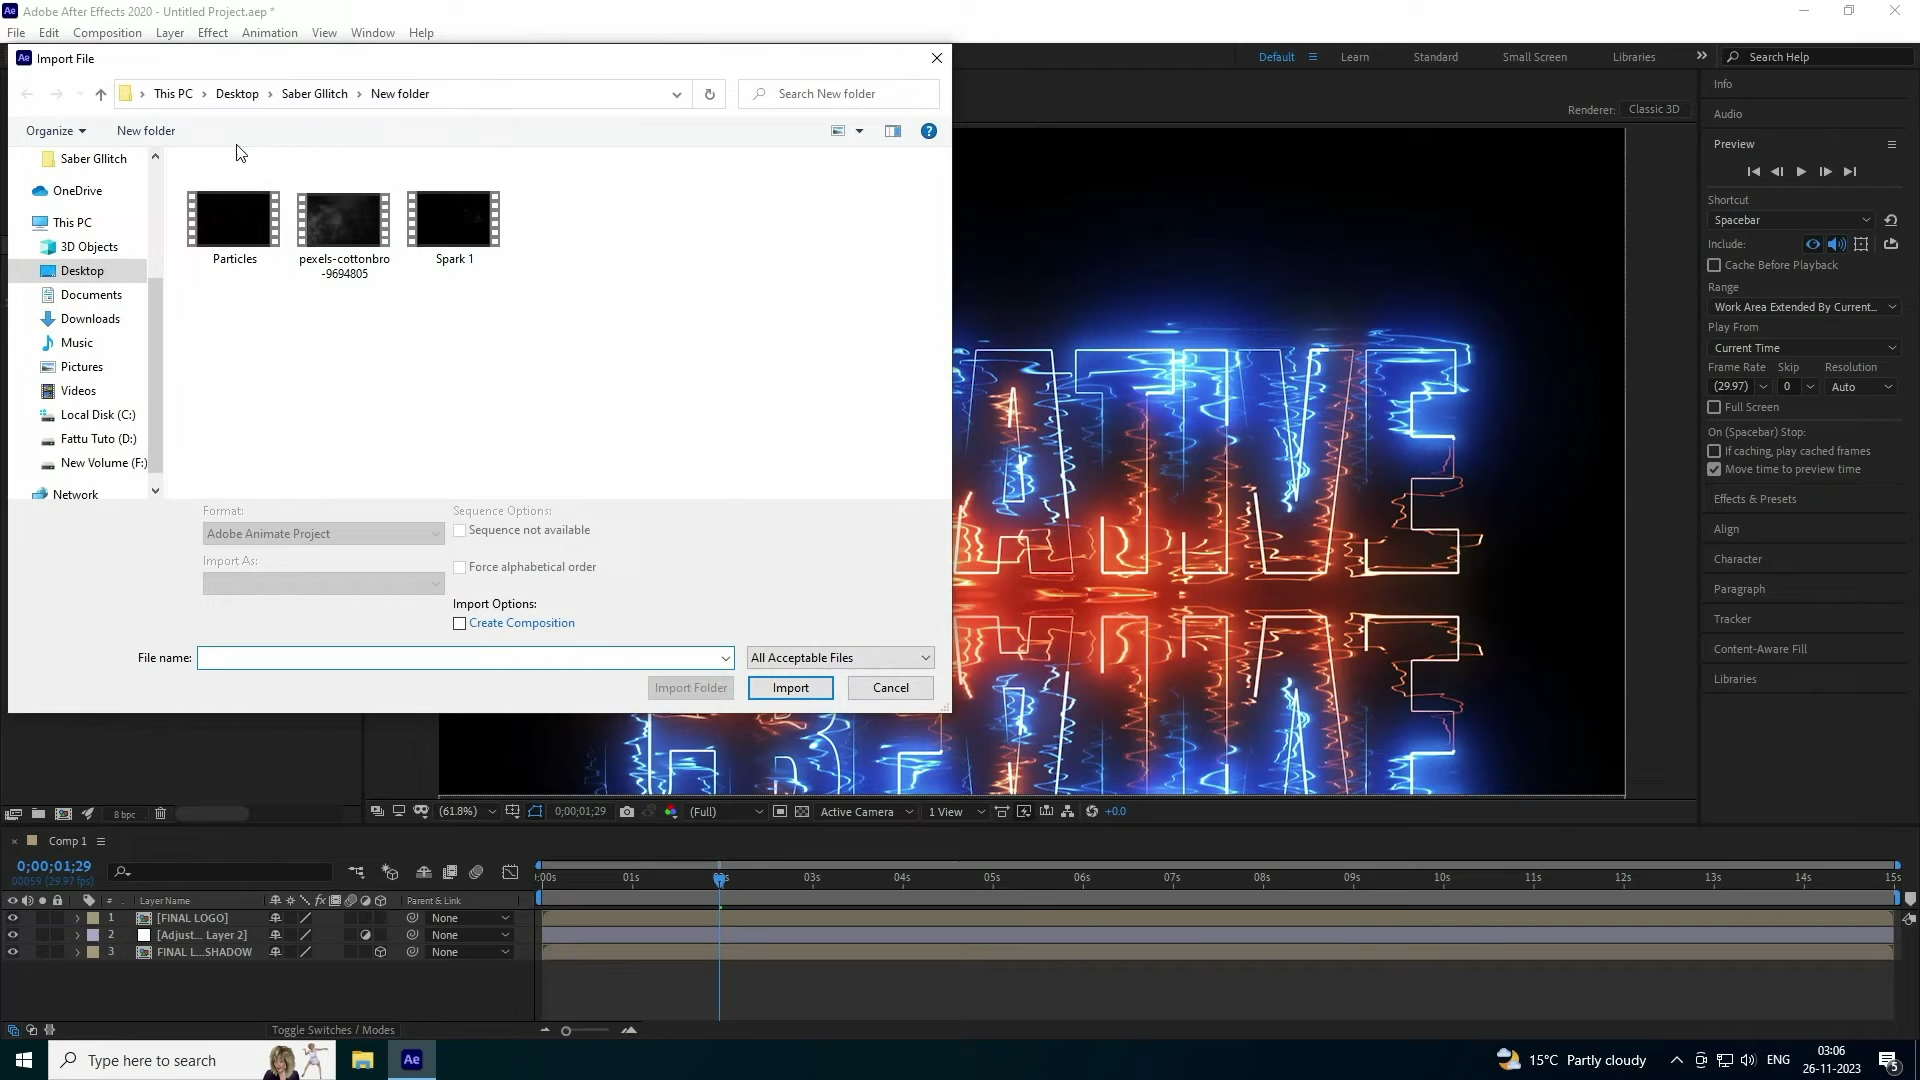 Adobe After Effects 2020 - Untitled Project.aep *
File Edit Composition Layer Effect Animation View Window Help
Import File
This PC > Desktop > Saber Gllitch > New folder
Search New folder
Organize New folder
Saber Gllitch
OneDrive
This PC
3D Objects
Desktop
Documents
Downloads
Music
Pictures
Videos
Local Disk (C:)
Fattu Tuto (D:)
New Volume (F:)
Network
Particles
pexels-cottonbro
-9694805
Spark 1
Format:
Adobe Animate Project
Import As:
Sequence Options:
Sequence not available
Force alphabetical order
Import Options:
Create Composition
File name:
All Acceptable Files
Import Folder Import Cancel
Default Learn Standard Small Screen Libraries
Search Help
Renderer: Classic 3D
Info
Audio
Preview
Shortcut
Spacebar
Include:
Cache Before Playback
Range
Work Area Extended By Current...
Play From
Current Time
Frame Rate Skip Resolution
(29.97) 0 Auto
Full Screen
On (Spacebar) Stop:
If caching, play cached frames
Move time to preview time
Effects & Presets
Align
Character
Paragraph
Tracker
Content-Aware Fill
Libraries
8 bpc
(61.8%) 0;00;01;29 (Full) Active Camera 1 View +0.0
Comp 1
0;00;01;29
00059 (29.97 fps)
:00s 01s 02s 03s 04s 05s 06s 07s 08s 09s 10s 11s 12s 13s 14s 15s
# Layer Name Parent & Link
1 [FINAL LOGO] None
2 [Adjust... Layer 2] None
3 FINAL L...SHADOW None
Toggle Switches / Modes
Type here to search
Ae
15°C Partly cloudy
ENG
03:06
26-11-2023
5